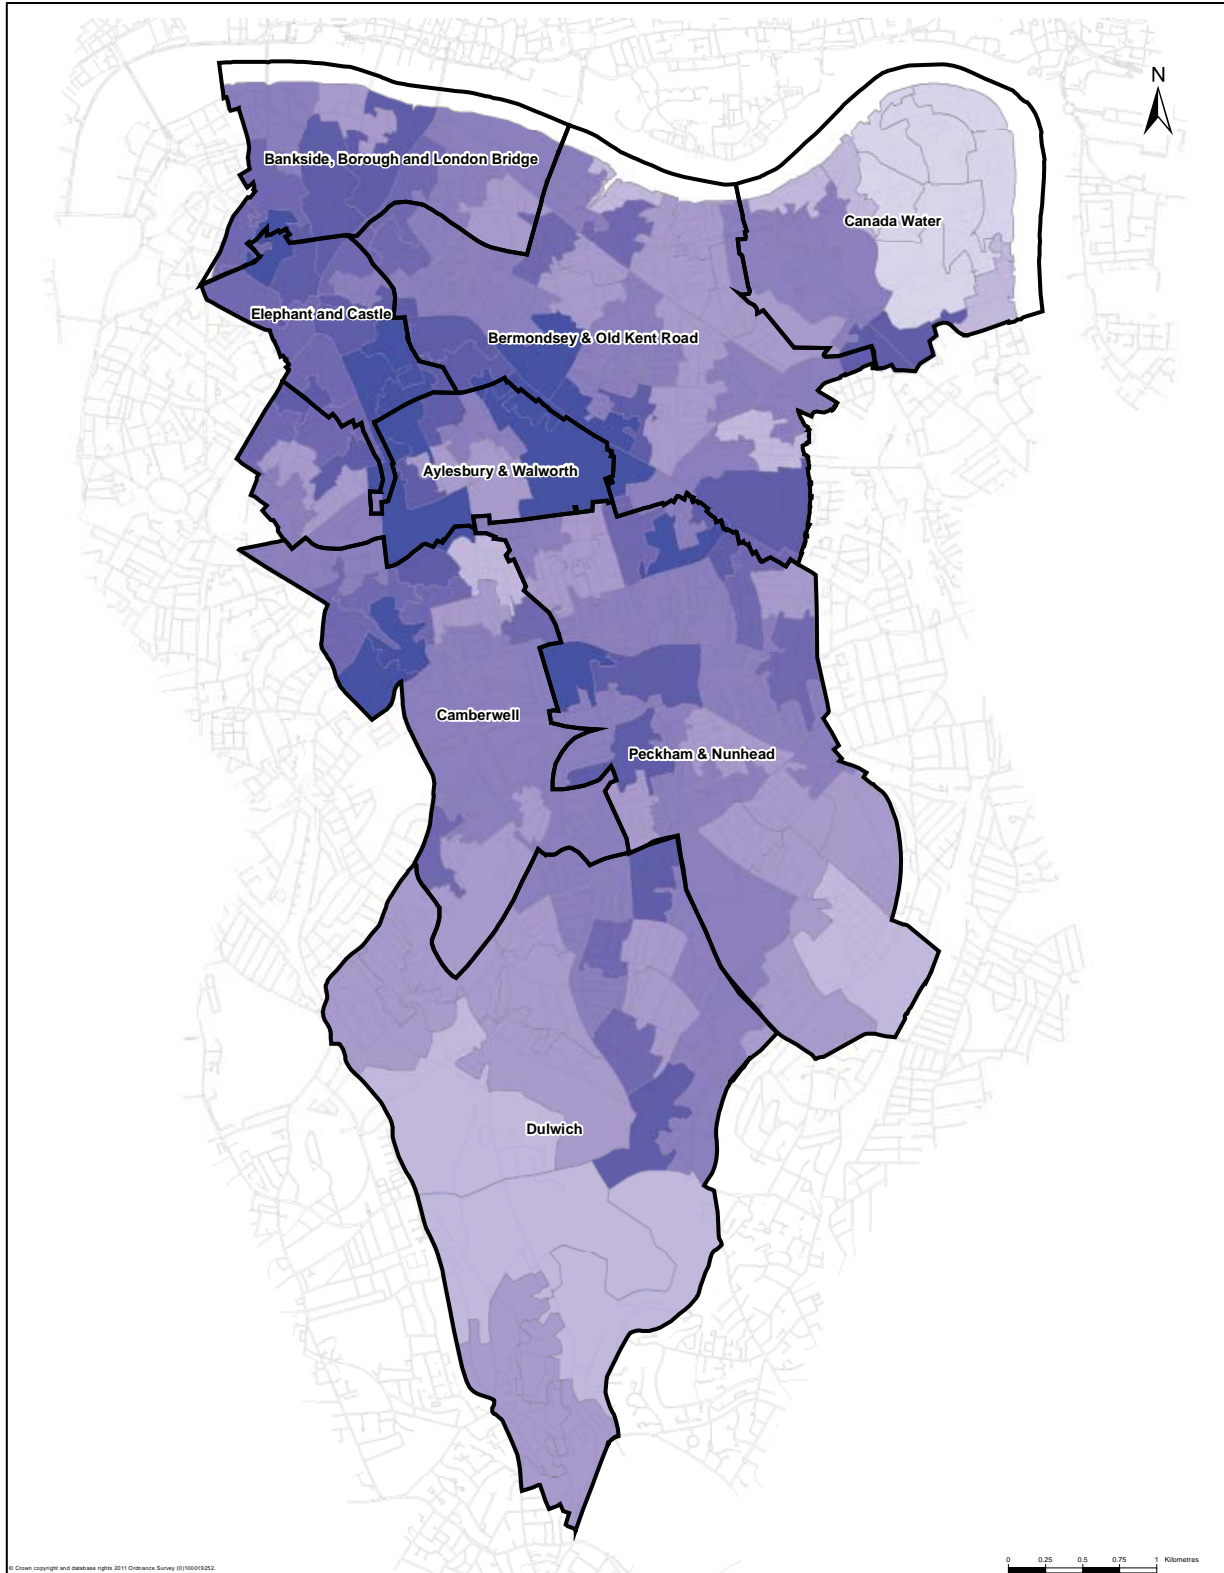 N
Bankside, Borough and London Bridge
Canada Water
Elephant and Castle
Bermondsey & Old Kent Road
Aylesbury & Walworth
Camberwell
Peckham & Nunhead
Dulwich
0 0.25 0.5 0.75 1 Kilometres
© Crown copyright and database rights 2011 Ordnance Survey (0)100019252.